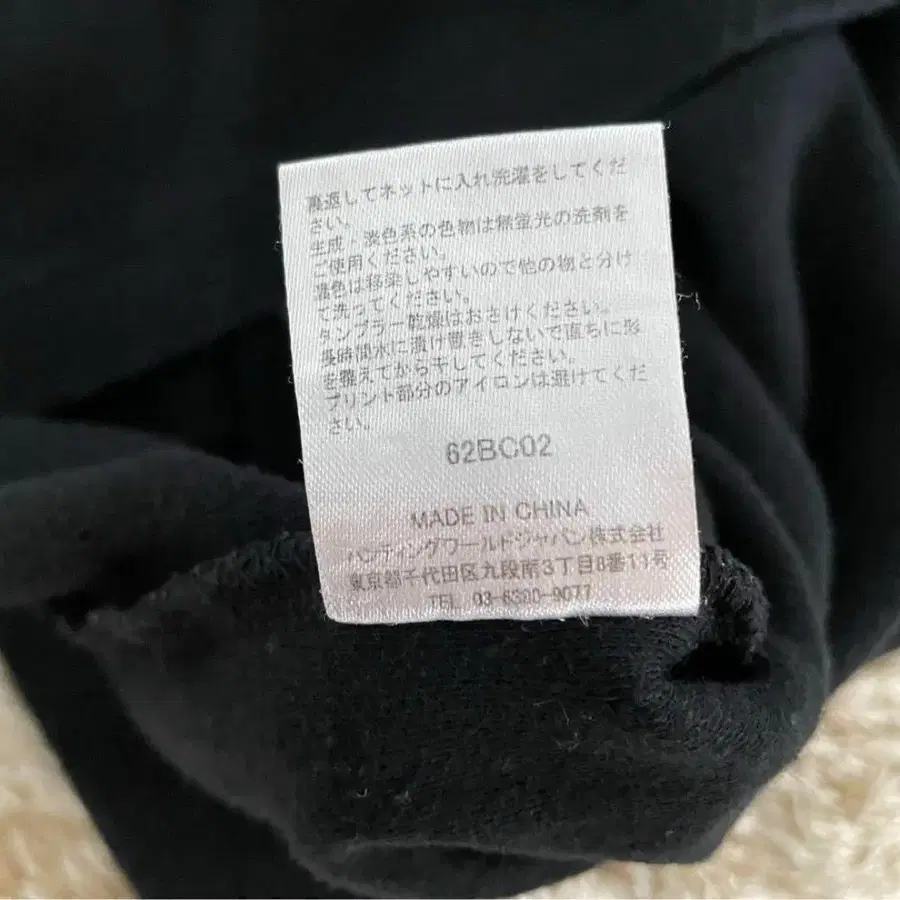 裏返してネットに入れ洗濯をしてくだ
さい。
生成・淡色系の色物は無蛍光の洗剤を
ご使用ください。
濃色は移染しやすいので他の物と分け
て洗ってください。
タンブラー乾燥はおさけください。
長時間水に漬け置きしないで直ちに形
を整えてから干してください。
プリント部分のアイロンは避けてくだ
さい。
62BC02
MADE IN CHINA
ハンティングワールドジャパン株式会社
東京都千代田区九段南3丁目8番11号
TEL 03-6380-9077